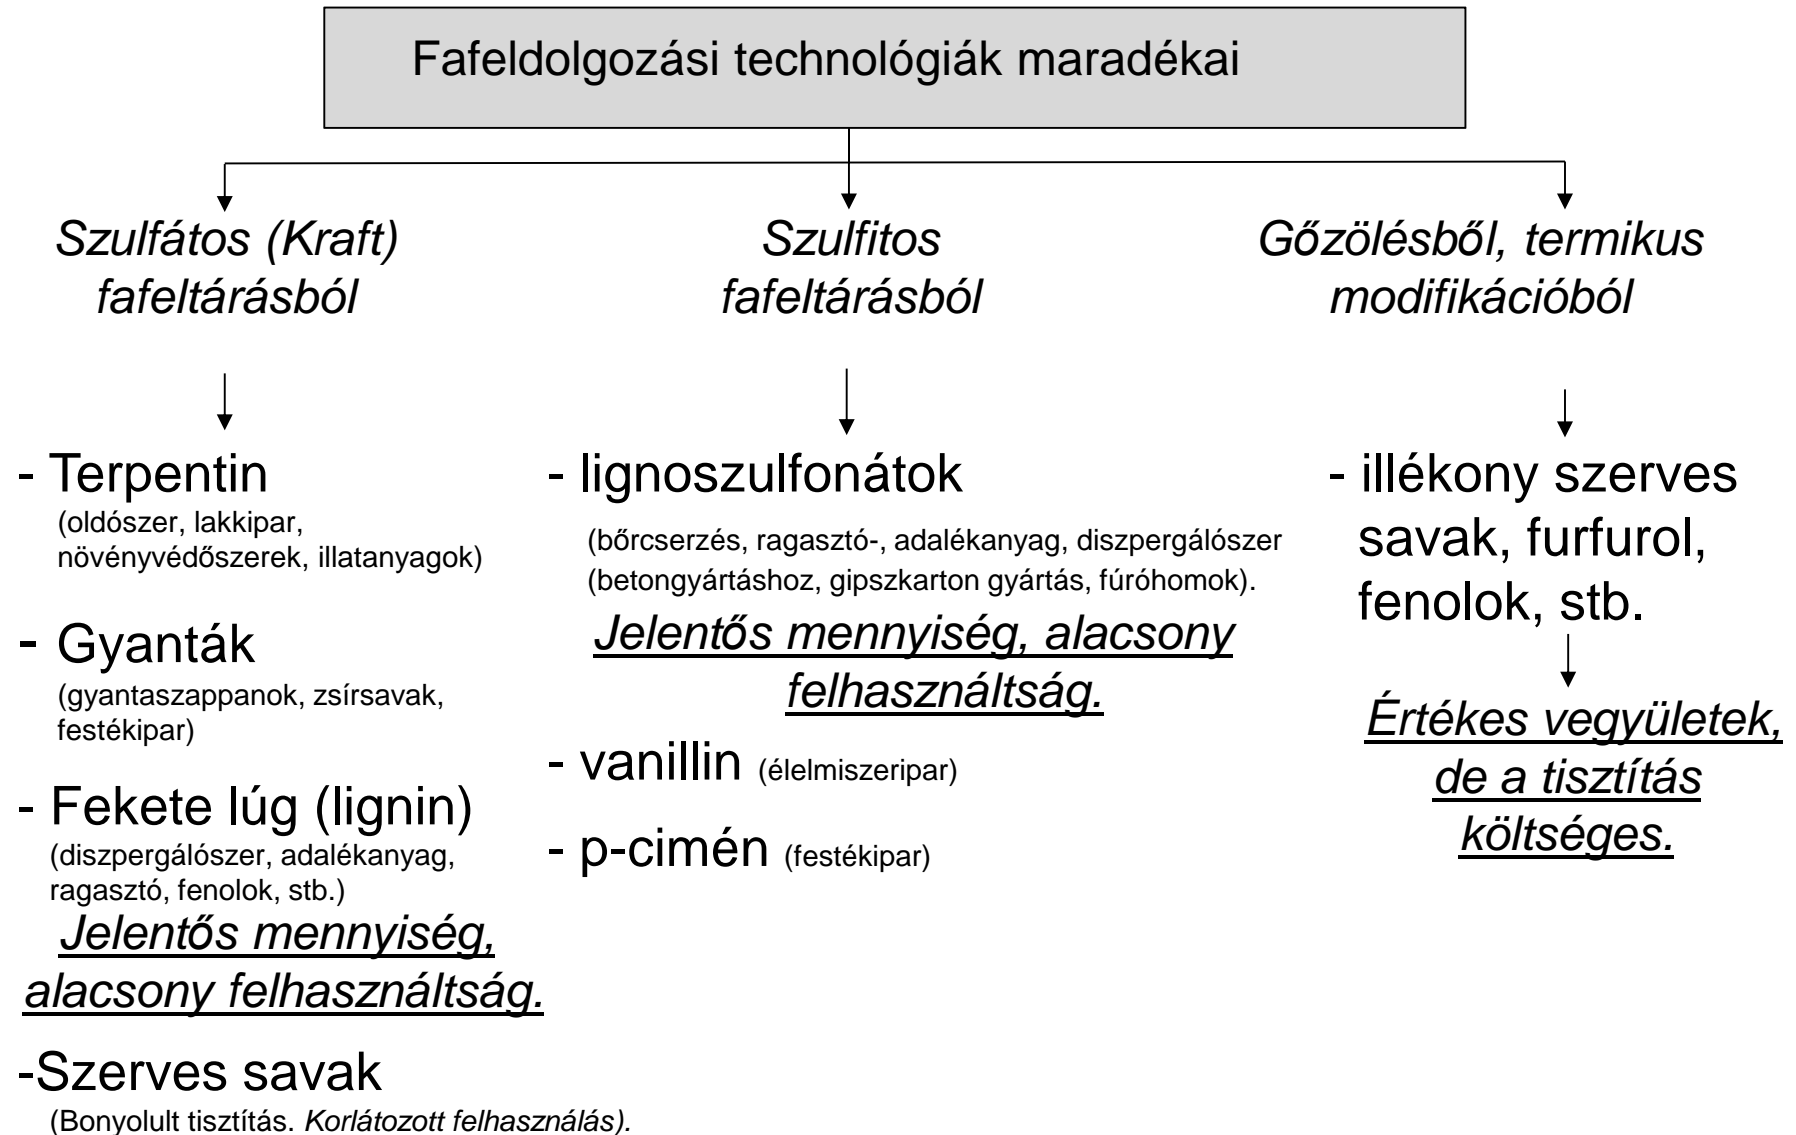 Fafeldolgozási technológiák maradékai
Szulfátos (Kraft)
fafeltárásból
- Terpentin
(oldószer, lakkipar,
növényvédőszerek, illatanyagok)
- Gyanták
(gyantaszappanok, zsírsavak,
festékipar)
- Fekete lúg (lignin)
(diszpergálószer, adalékanyag,
ragasztó, fenolok, stb.)
Jelentős mennyiség,
alacsony felhasználtság.
-Szerves savak
(Bonyolult tisztítás. Korlátozott felhasználás).
Szulfitos
fafeltárásból
- lignoszulfonátok
(bőrcserzés, ragasztó-, adalékanyag, diszpergálószer
(betongyártáshoz, gipszkarton gyártás, fúróhomok).
Jelentős mennyiség, alacsony
felhasználtság.
- vanillin (élelmiszeripar)
- p-cimén (festékipar)
Gőzölésből, termikus
modifikációból
- illékony szerves
savak, furfurol,
fenolok, stb.
Értékes vegyületek,
de a tisztítás
költséges.